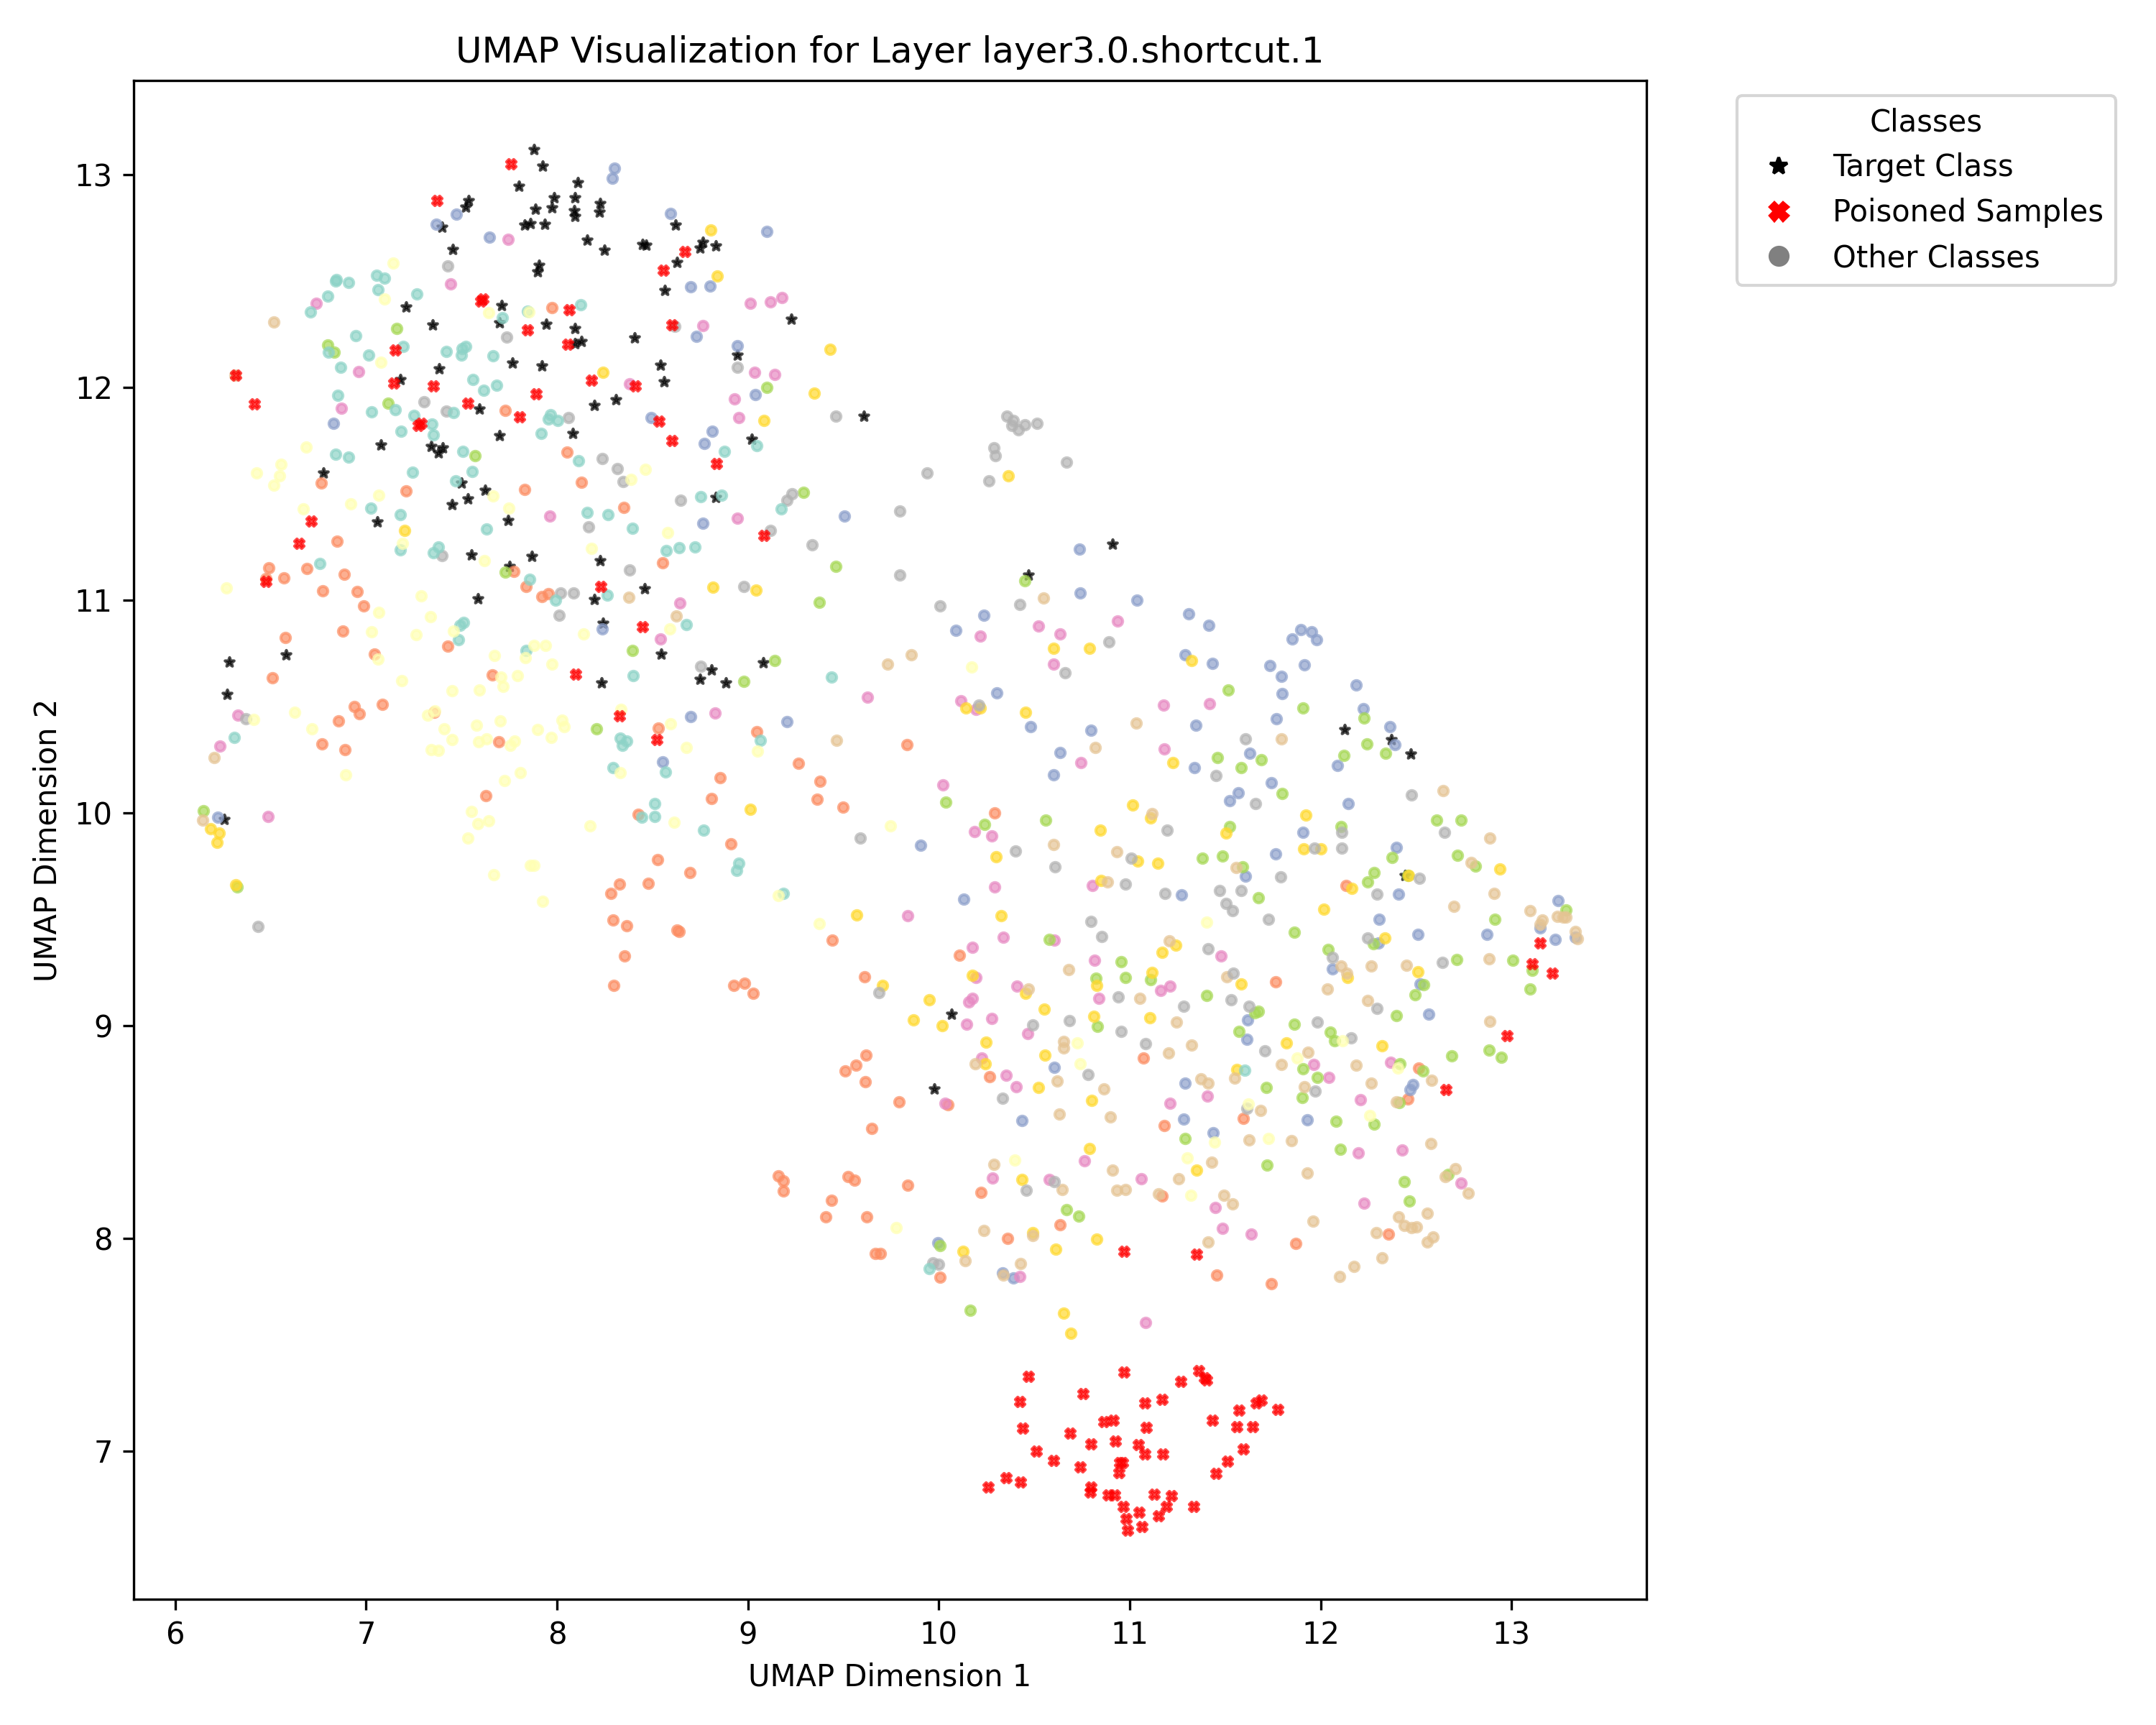 UMAP Visualization for Layer layer3.0.shortcut.1
Classes
Target Class
Poisoned Samples
Other Classes
UMAP Dimension 2
13
12
11
10
9
8
7
6 7 8 9 10 11 12 13
UMAP Dimension 1